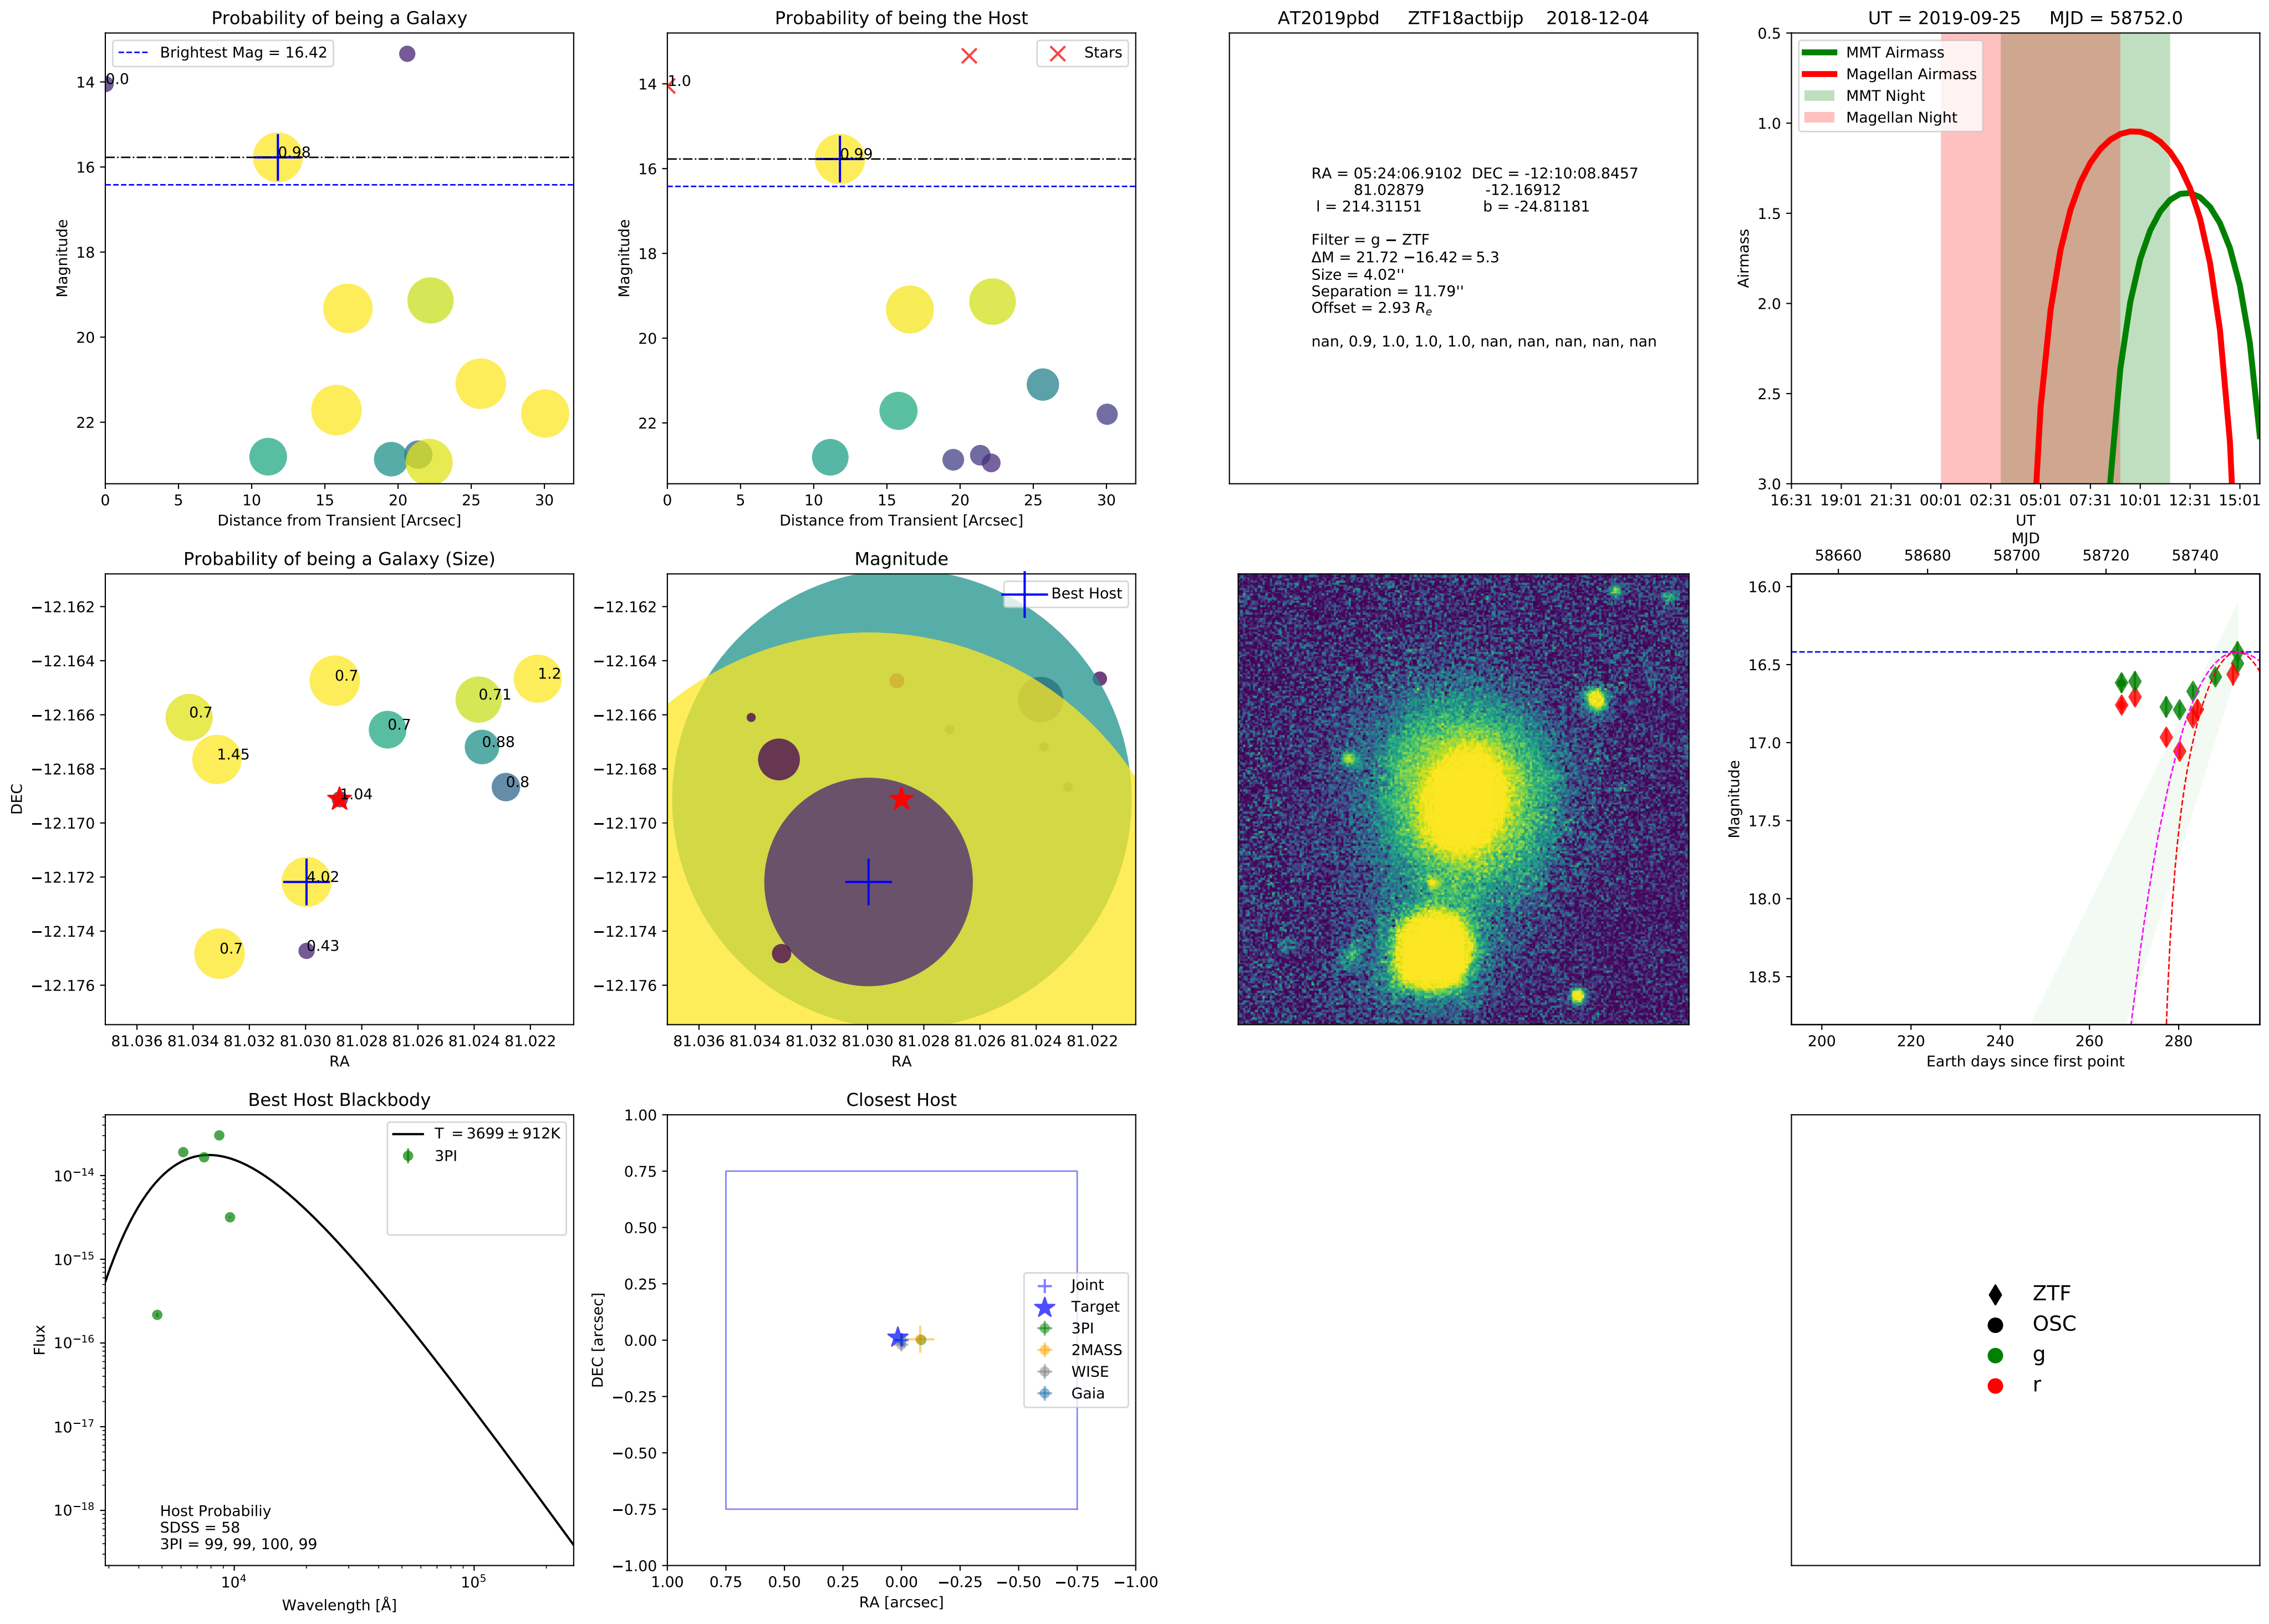 Probability of being a Galaxy
Brightest Mag = 16.42
0.0
0.98
14
16
18
20
22
Magnitude
0 5 10 15 20 25 30
Distance from Transient [Arcsec]
Probability of being the Host
Stars
1.0
0.99
14
16
18
20
22
Magnitude
0 5 10 15 20 25 30
Distance from Transient [Arcsec]
AT2019pbd ZTF18actbijp 2018-12-04
RA = 05:24:06.9102 DEC = -12:10:08.8457
81.02879 -12.16912
l = 214.31151 b = -24.81181
Filter = g − ZTF
ΔM = 21.72 −16.42 = 5.3
Size = 4.02''
Separation = 11.79''
Offset = 2.93 Re
nan, 0.9, 1.0, 1.0, 1.0, nan, nan, nan, nan, nan
UT = 2019-09-25 MJD = 58752.0
MMT Airmass
Magellan Airmass
MMT Night
Magellan Night
0.5
1.0
1.5
2.0
2.5
3.0
Airmass
16:31 19:01 21:31 00:01 02:31 05:01 07:31 10:01 12:31 15:01
UT
Probability of being a Galaxy (Size)
0.7
1.2
0.7
0.71
0.7
1.45
0.88
0.8
1.04
4.02
0.7
0.43
−12.162
−12.164
−12.166
−12.168
−12.170
−12.172
−12.174
−12.176
DEC
81.036 81.034 81.032 81.030 81.028 81.026 81.024 81.022
RA
Magnitude
Best Host
−12.162
−12.164
−12.166
−12.168
−12.170
−12.172
−12.174
−12.176
81.036 81.034 81.032 81.030 81.028 81.026 81.024 81.022
RA
MJD
58660 58680 58700 58720 58740
16.0
16.5
17.0
17.5
18.0
18.5
Magnitude
200 220 240 260 280
Earth days since first point
Best Host Blackbody
T = 3699 ± 912K
3PI
10−14
10−15
10−16
10−17
10−18
Flux
Host Probabiliy
SDSS = 58
3PI = 99, 99, 100, 99
104 105
Wavelength [Å]
Closest Host
Joint
Target
3PI
2MASS
WISE
Gaia
1.00
0.75
0.50
0.25
0.00
−0.25
−0.50
−0.75
−1.00
DEC [arcsec]
1.00 0.75 0.50 0.25 0.00 −0.25 −0.50 −0.75 −1.00
RA [arcsec]
ZTF
OSC
g
r